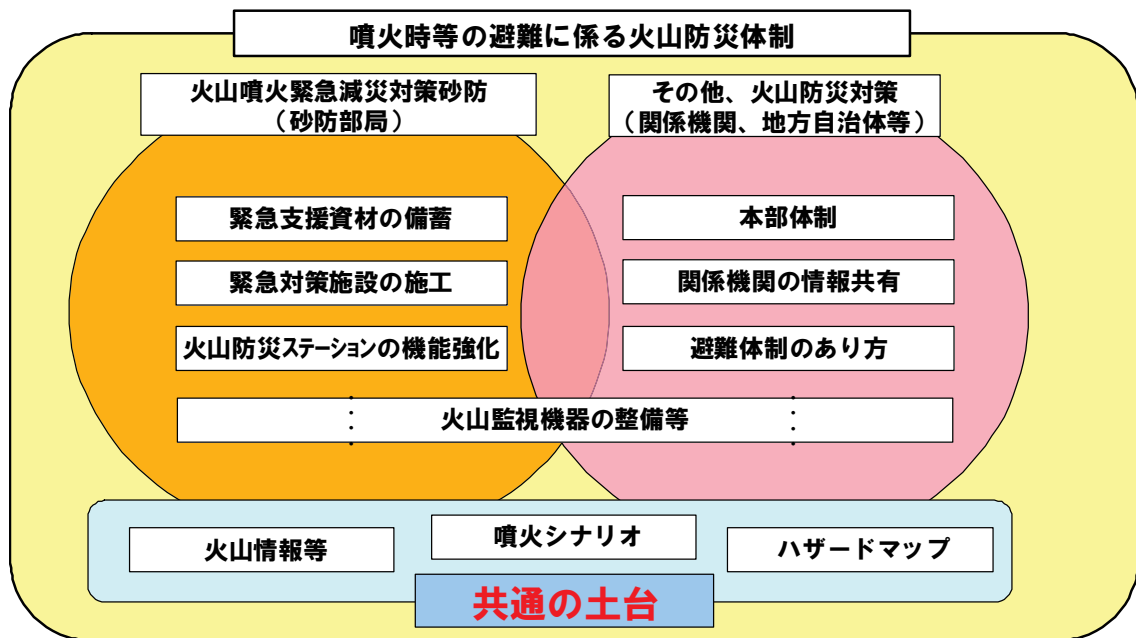 噴火時等の避難に係る火山防災体制
火山噴火緊急減災対策砂防
（砂防部局）
その他、火山防災対策
（関係機関、地方自治体等）
緊急支援資材の備蓄
緊急対策施設の施工
火山防災ステーションの機能強化
本部体制
関係機関の情報共有
避難体制のあり方
火山監視機器の整備等
火山情報等
噴火シナリオ
ハザードマップ
共通の土台